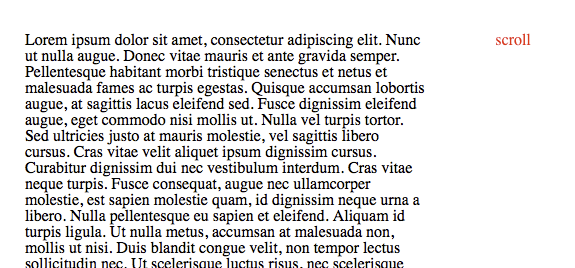 Lorem ipsum dolor sit amet, consectetur adipiscing elit. Nunc
ut nulla augue. Donec vitae mauris et ante gravida semper.
Pellentesque habitant morbi tristique senectus et netus et
malesuada fames ac turpis egestas. Quisque accumsan lobortis
augue, at sagittis lacus eleifend sed. Fusce dignissim eleifend
augue, eget commodo nisi mollis ut. Nulla vel turpis tortor.
Sed ultricies justo at mauris molestie, vel sagittis libero
cursus. Cras vitae velit aliquet ipsum dignissim cursus.
Curabitur dignissim dui nec vestibulum interdum. Cras vitae
neque turpis. Fusce consequat, augue nec ullamcorper
molestie, est sapien molestie quam, id dignissim neque urna a
libero. Nulla pellentesque eu sapien et eleifend. Aliquam id
turpis ligula. Ut nulla metus, accumsan at malesuada non,
mollis ut nisi. Duis blandit congue velit, non tempor lectus
sollicitudin nec. Ut scelerisque luctus risus, nec scelerisque
scroll